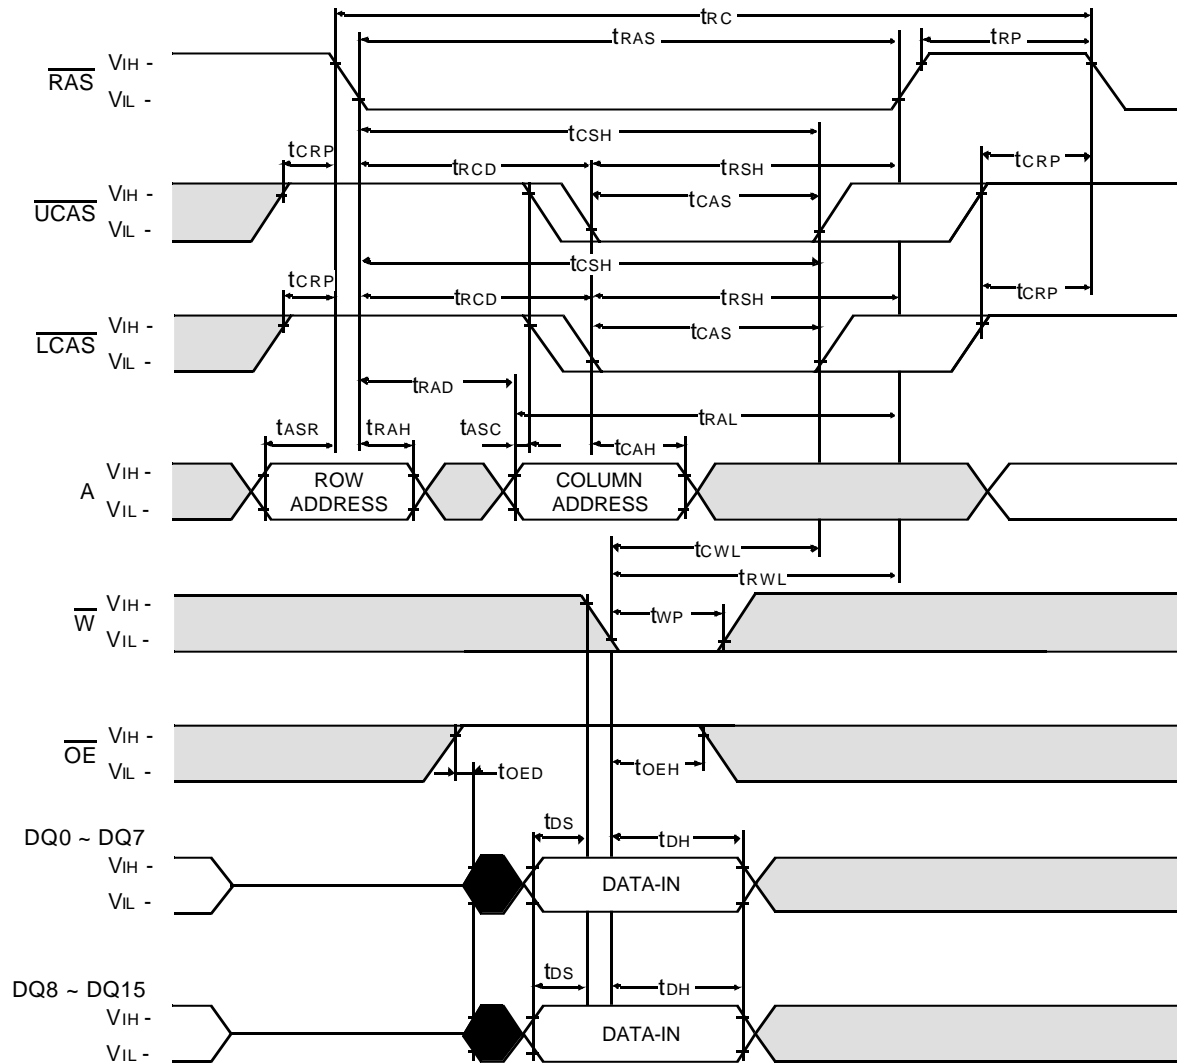 tRC
tRAS
tRP
RAS
VIH -
VIL -
tCSH
tCRP
tRCD
tRSH
tCRP
UCAS
VIH -
VIL -
tCAS
tCSH
tCRP
tRCD
tRSH
tCRP
LCAS
VIH -
VIL -
tCAS
tRAD
tRAL
tASR
tRAH
tASC
tCAH
A
VIH -
VIL -
ROW
ADDRESS
COLUMN
ADDRESS
tCWL
tRWL
W
VIH -
VIL -
tWP
OE
VIH -
VIL -
tOED
tOEH
DQ0 ~ DQ7
tDS
tDH
VIH -
VIL -
DATA-IN
DQ8 ~ DQ15
tDS
tDH
VIH -
VIL -
DATA-IN